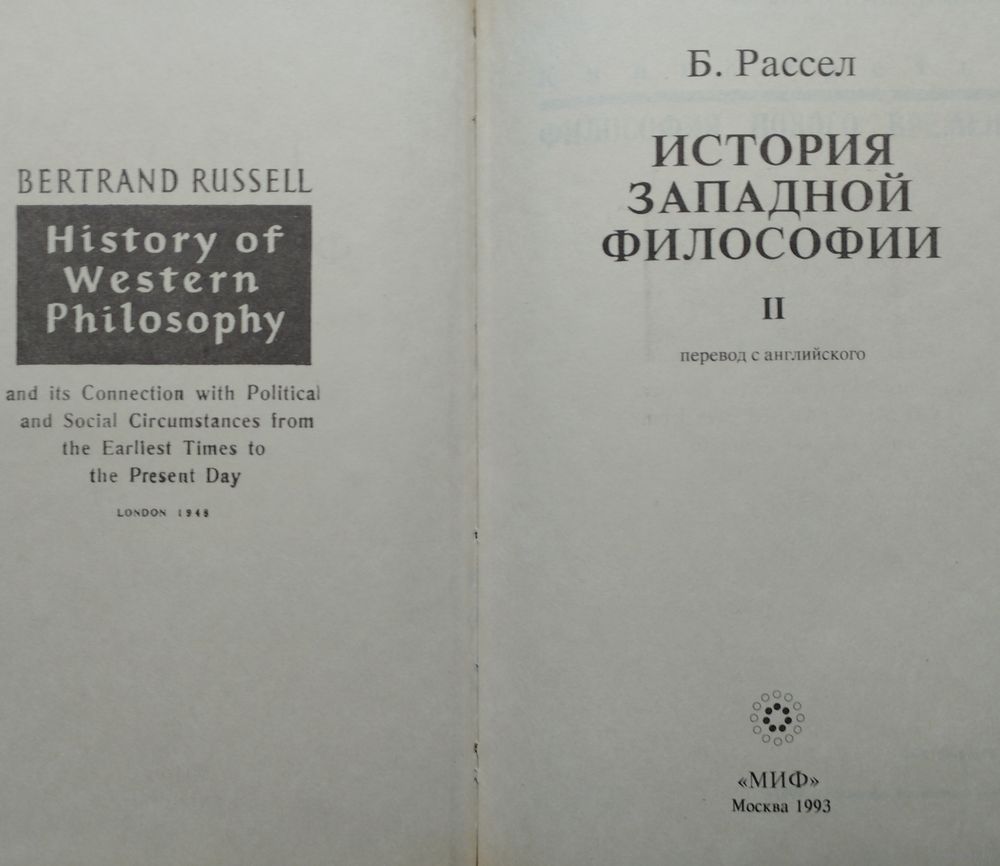 BERTRAND RUSSELL
History of
Western
Philosophy
and its Connection with Political
and Social Circumstances from
the Earliest Times to
the Present Day
LONDON 1948
Б. Рассел
ИСТОРИЯ
ЗАПАДНОЙ
ФИЛОСОФИИ
II
перевод с английского
«МИФ»
Москва 1993